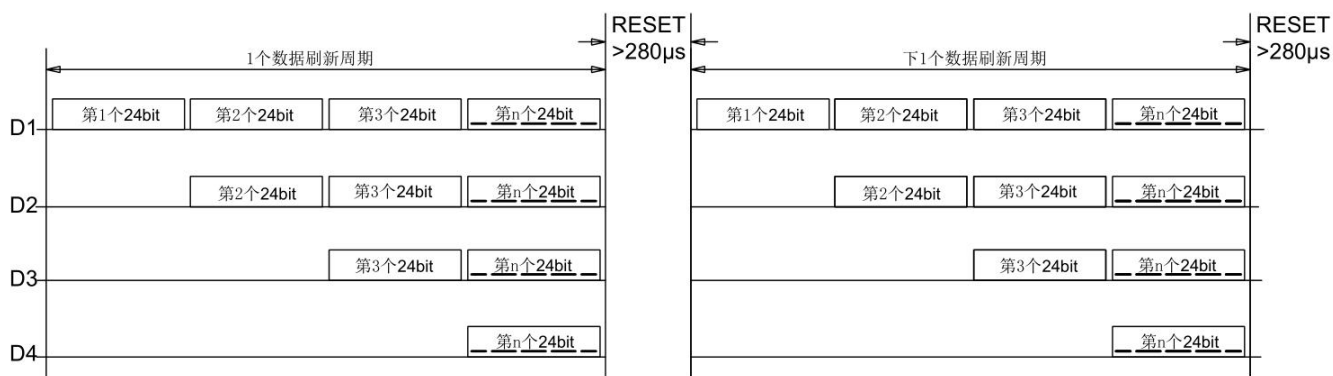 RESET
>280μs
RESET
>280μs
1个数据刷新周期
下1个数据刷新周期
D1 第1个24bit 第2个24bit 第3个24bit 第n个24bit 第1个24bit 第2个24bit 第3个24bit 第n个24bit
D2 第2个24bit 第3个24bit 第n个24bit 第2个24bit 第3个24bit 第n个24bit
D3 第3个24bit 第n个24bit 第3个24bit 第n个24bit
D4 第n个24bit 第n个24bit